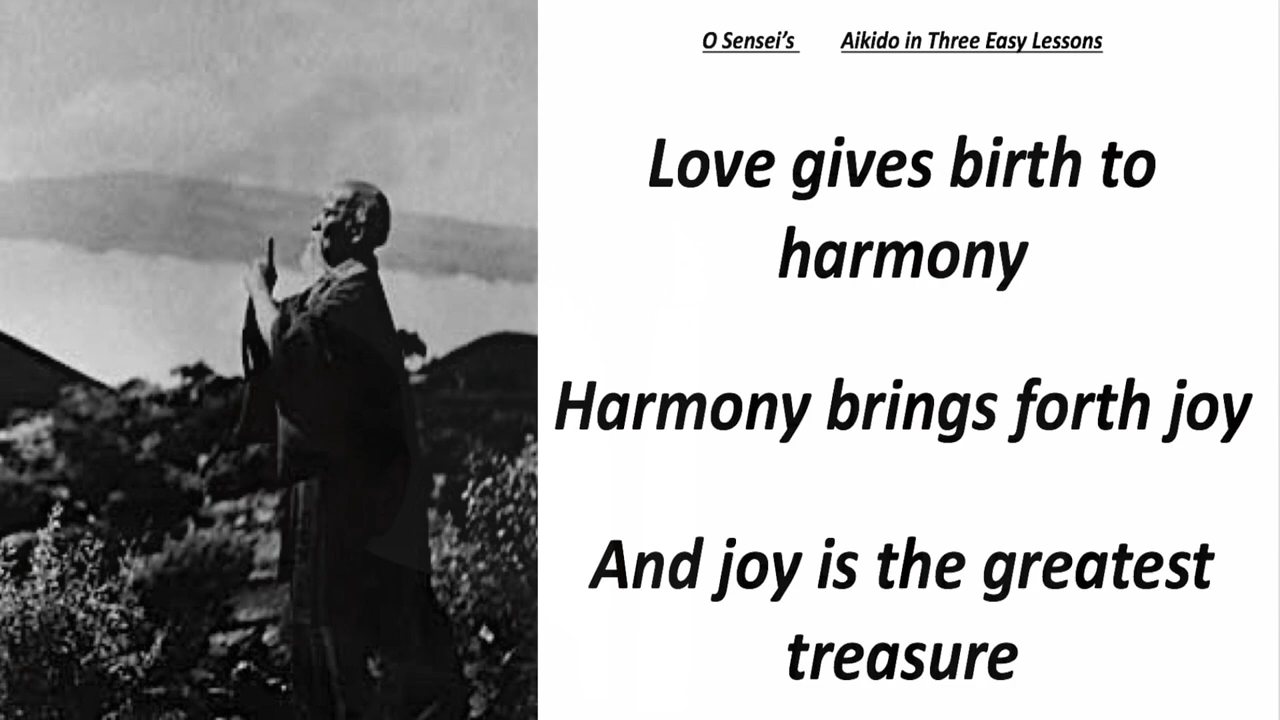 O Sensei's Aikido in Three Easy Lessons
Love gives birth to
harmony
Harmony brings forth joy
And joy is the greatest
treasure